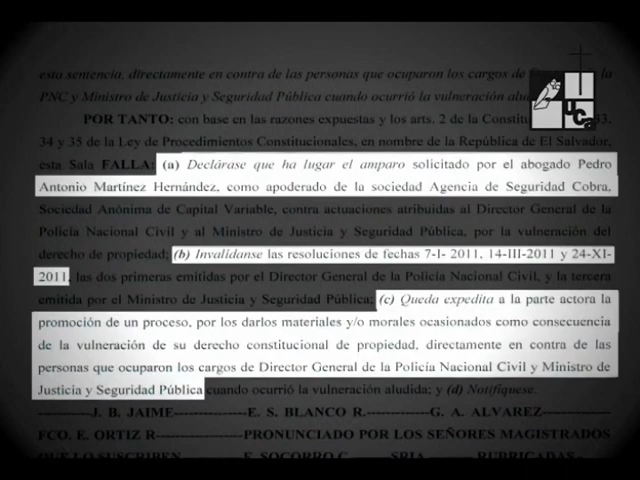 esta sentencia, directamente en contra de las personas que ocuparon los cargos de la
PNC y Ministro de Justicia y Seguridad Pública cuando ocurrió la vulneración
POR TANTO: con base en las razones expuestas y los arts. 2 de la 33,
34 y 35 de la Ley de Procedimientos Constitucionales, en nombre de la República de El Salvador,
esta Sala FALLA: (a) Declárase que ha lugar el amparo solicitado por el abogado Pedro
Antonio Martínez Hernández, como apoderado de la sociedad Agencia de Seguridad Cobra,
Sociedad Anónima de Capital Variable, contra actuaciones atribuidas al Director General de la
Policía Nacional Civil y al Ministro de Justicia y Seguridad Pública, por la vulneración del
derecho de propiedad; (b) Invalídanse las resoluciones de fechas 7-I- 2011, 14-III-2011 y 24-XI-
2011, las dos primeras emitidas por el Director General de la Policía Nacional Civil, y la tercera
emitida por el Ministro de Justicia y Seguridad Pública; (c) Queda expedita a la parte actora la
promoción de un proceso, por los darlos materiales y/o morales ocasionados como consecuencia
de la vulneración de su derecho constitucional de propiedad, directamente en contra de las
personas que ocuparon los cargos de Director General de la Policía Nacional Civil y Ministro de
Justicia y Seguridad Pública cuando ocurrió la vulneración aludida; y (d) Notifíquese.
---------J. B. JAIME---------------E. S. BLANCO R.-------------G. A. ALVAREZ--------------
FCO. E. ORTIZ R------------------PRONUNCIADO POR LOS SEÑORES MAGISTRADOS
QUE LO SUSCRIBEN---------E. SOCORRO C.--------SRIA.--------RUBRICADAS.-
UCa